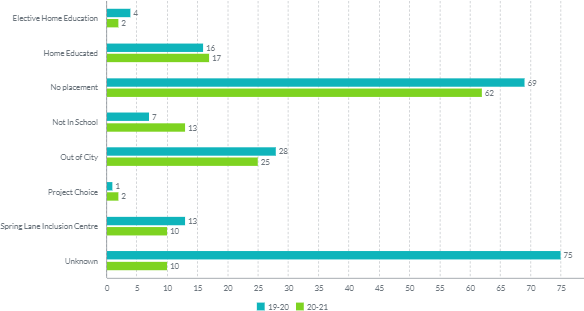 Elective Home Education 4
2
Home Educated 16
17
No placement 69
62
Not In School 7
13
Out of City 28
25
Project Choice 1
2
Spring Lane Inclusion Centre 13
10
Unknown 75
10
0 5 10 15 20 25 30 35 40 45 50 55 60 65 70 75
19-20 20-21